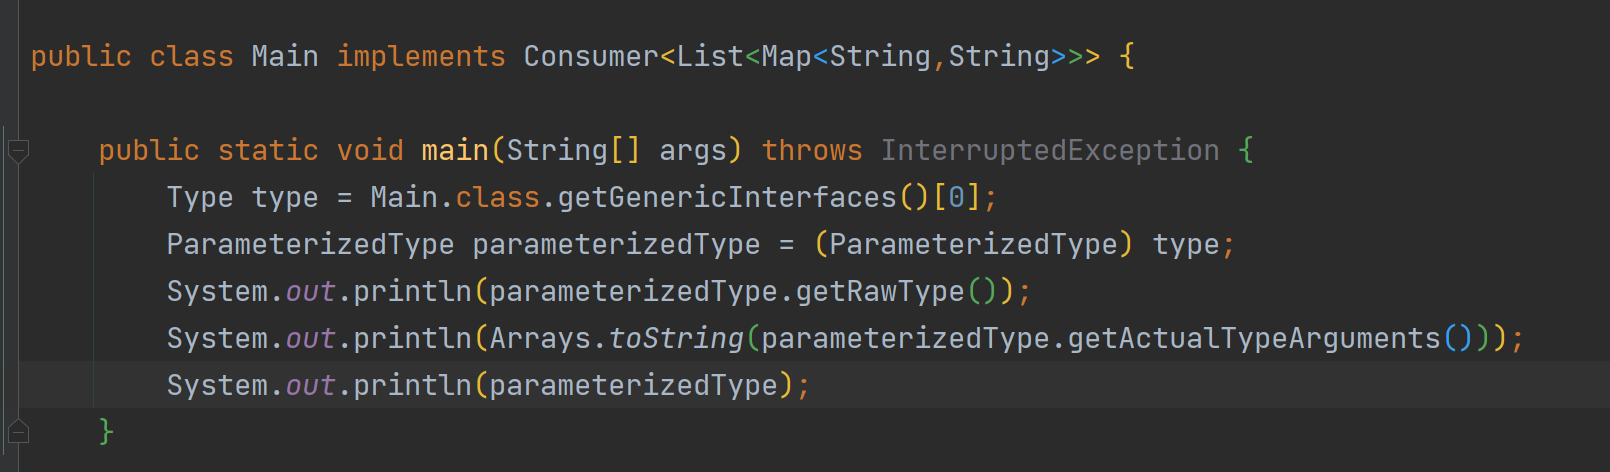 public class Main implements Consumer<List<Map<String,String>>> {
public static void main(String[] args) throws InterruptedException {
Type type = Main.class.getGenericInterfaces()[0];
ParameterizedType parameterizedType = (ParameterizedType) type;
System.out.println(parameterizedType.getRawType());
System.out.println(Arrays.toString(parameterizedType.getActualTypeArguments()));
System.out.println(parameterizedType);
}